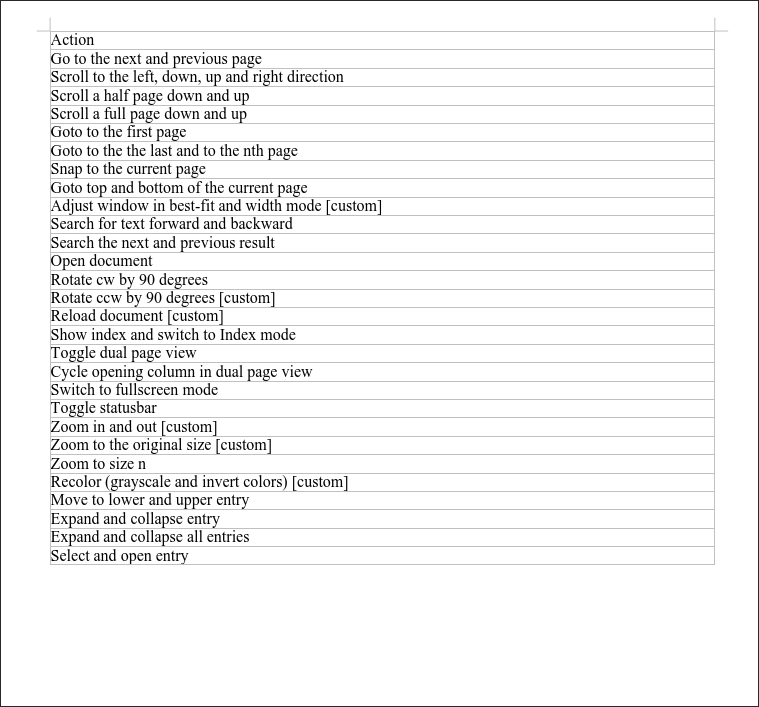 Action
Go to the next and previous page
Scroll to the left, down, up and right direction
Scroll a half page down and up
Scroll a full page down and up
Goto to the first page
Goto to the the last and to the nth page
Snap to the current page
Goto top and bottom of the current page
Adjust window in best-fit and width mode [custom]
Search for text forward and backward
Search the next and previous result
Open document
Rotate cw by 90 degrees
Rotate ccw by 90 degrees [custom]
Reload document [custom]
Show index and switch to Index mode
Toggle dual page view
Cycle opening column in dual page view
Switch to fullscreen mode
Toggle statusbar
Zoom in and out [custom]
Zoom to the original size [custom]
Zoom to size n
Recolor (grayscale and invert colors) [custom]
Move to lower and upper entry
Expand and collapse entry
Expand and collapse all entries
Select and open entry